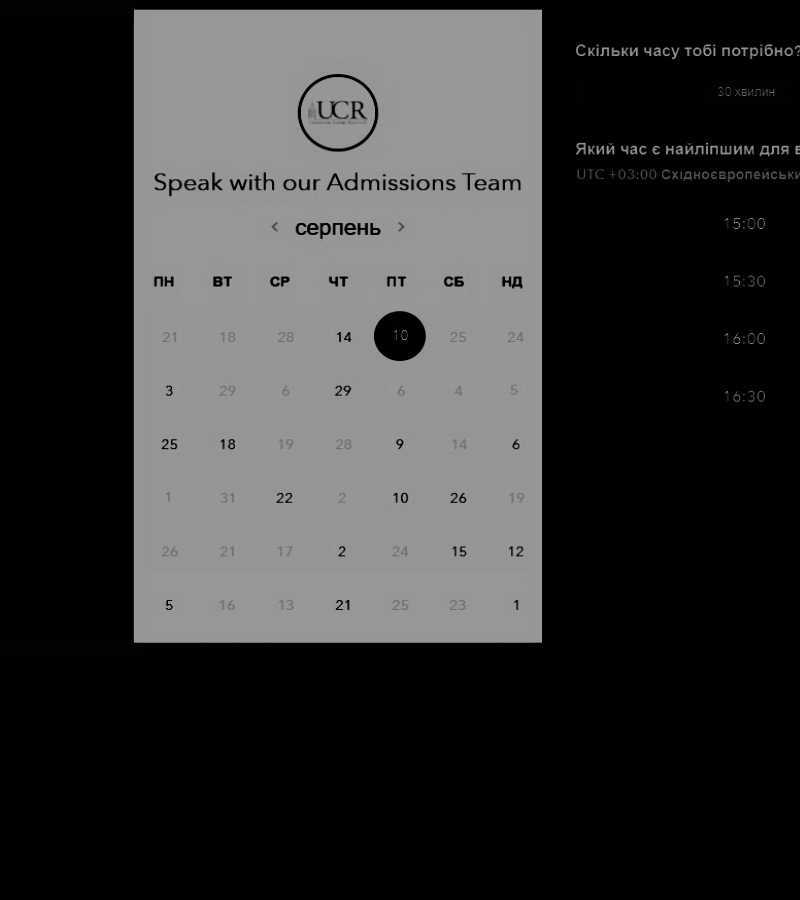 UCR
Speak with our Admissions Team
серпень
ПН ВТ СР ЧТ ПТ СБ НД
21 18 28 14 10 25 24
3 29 6 29 6 4 5
25 18 19 28 9 14 6
1 31 22 2 10 26 19
26 21 17 2 24 15 12
5 16 13 21 25 23 1
Скільки часу тобі потрібно?
30 хвилин
Який час є найліпшим для в
UTC +03:00 Східноєвропейськи
15:00
15:30
16:00
16:30